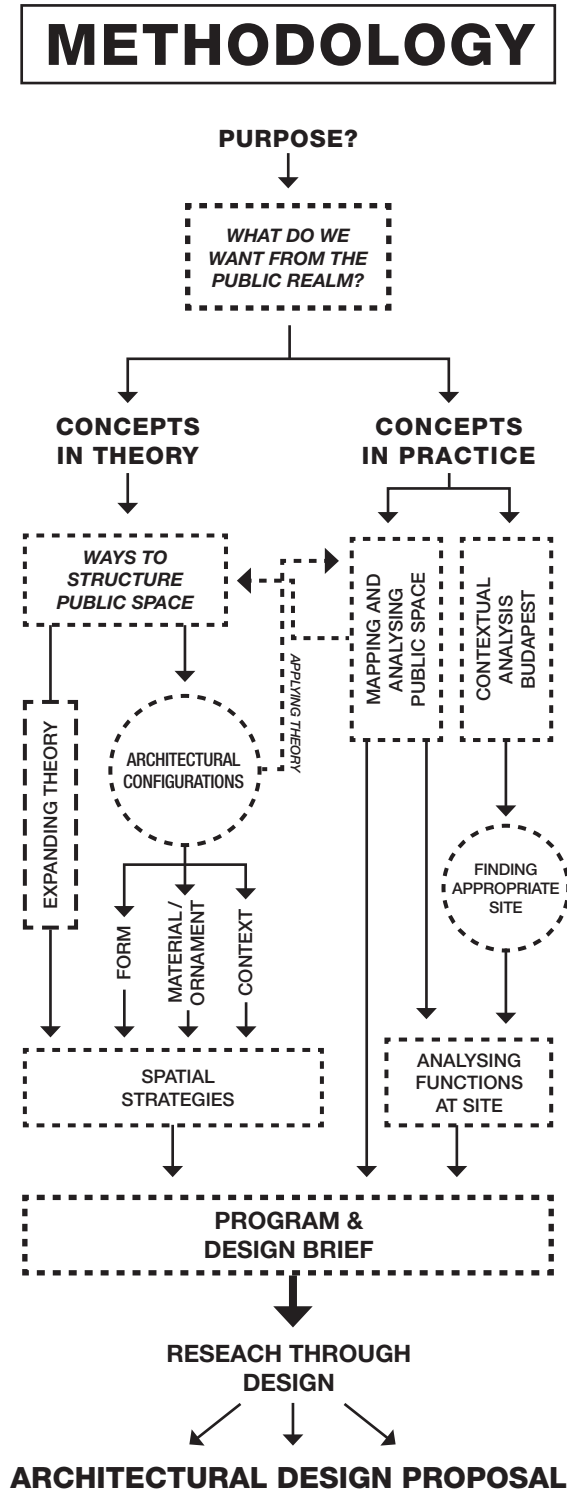 METHODOLOGY
PURPOSE?
WHAT DO WE
WANT FROM THE
PUBLIC REALM?
CONCEPTS
IN THEORY
CONCEPTS
IN PRACTICE
WAYS TO
STRUCTURE
PUBLIC SPACE
MAPPING AND
ANALYSING
PUBLIC SPACE
CONTEXTUAL
ANALYSIS
BUDAPEST
APPLYING THEORY
EXPANDING THEORY
ARCHITECTURAL
CONFIGURATIONS
FINDING
APPROPRIATE
SITE
FORM
MATERIAL /
ORNAMENT
CONTEXT
SPATIAL
STRATEGIES
ANALYSING
FUNCTIONS
AT SITE
PROGRAM &
DESIGN BRIEF
RESEACH THROUGH
DESIGN
ARCHITECTURAL DESIGN PROPOSAL